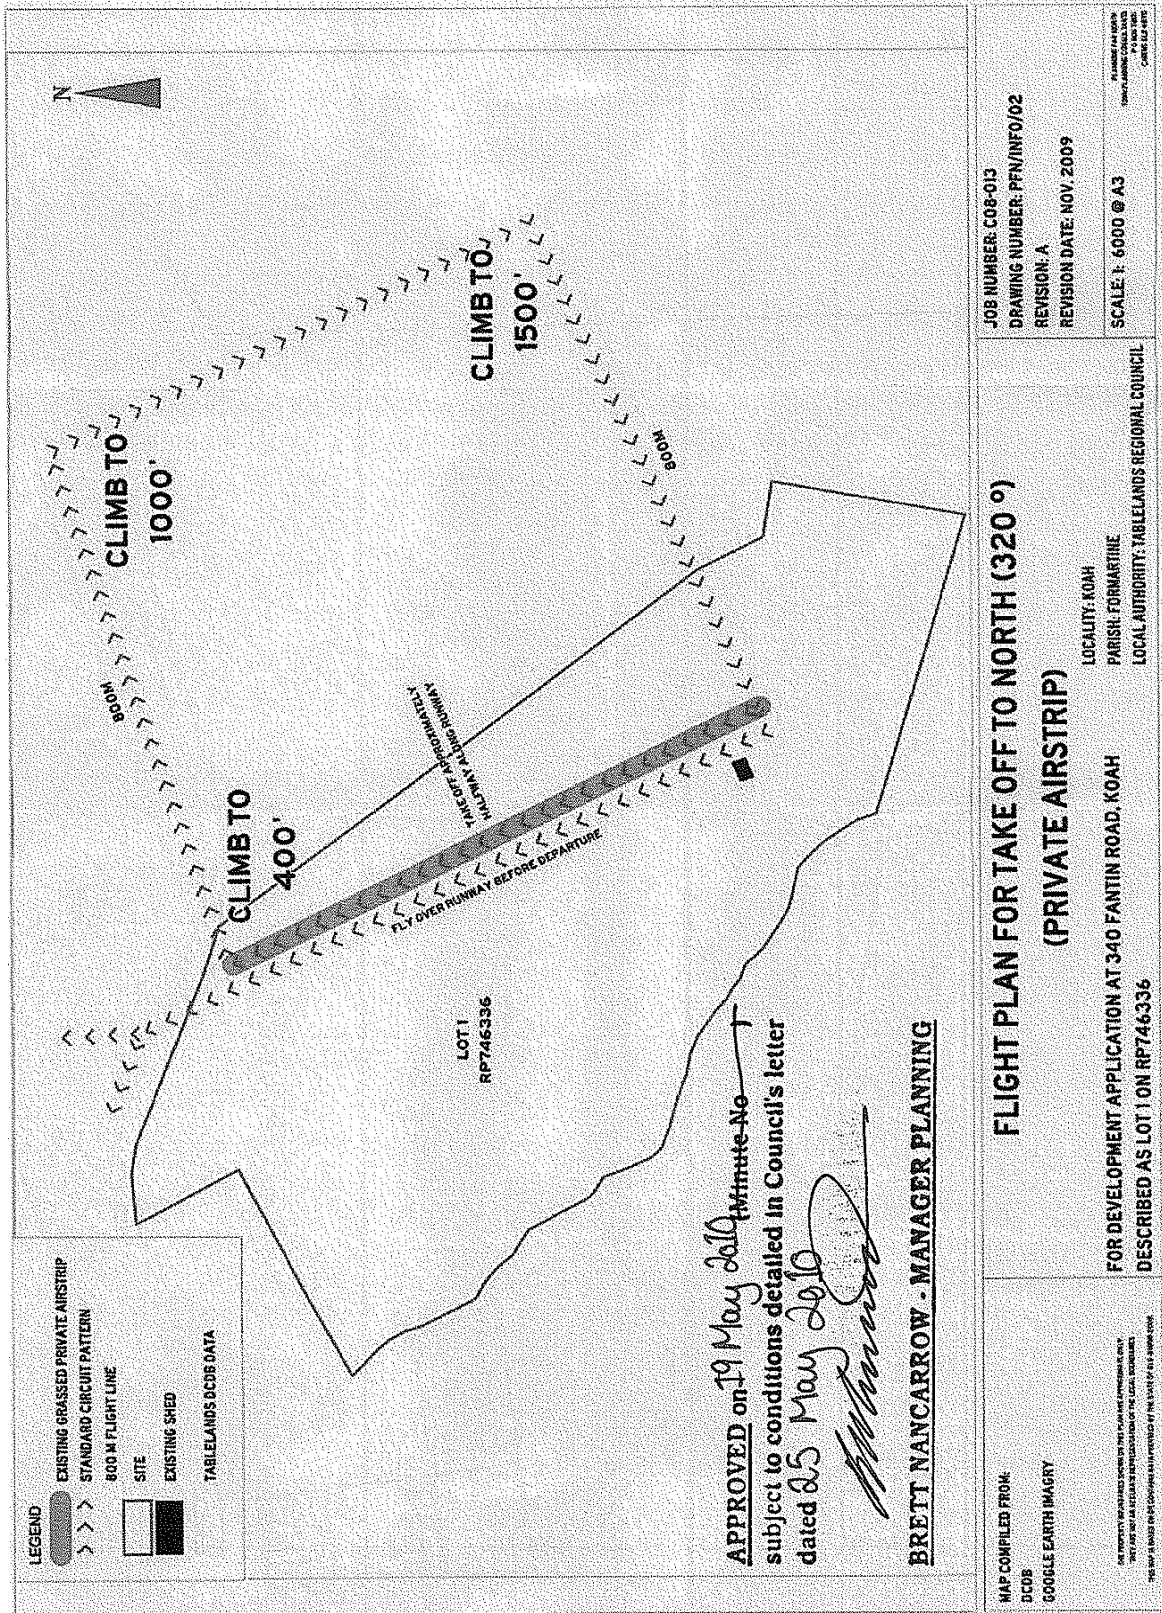 LEGEND
EXISTING GRASSED PRIVATE AIRSTRIP
STANDARD CIRCUIT PATTERN
800 M FLIGHT LINE
SITE
EXISTING SHED
TABLELANDS DCDB DATA
N
CLIMB TO
400'
800M
CLIMB TO
1000'
CLIMB TO
1500'
800M
TAKE OFF APPROXIMATELY
HALFWAY ALONG RUNWAY
FLY OVER RUNWAY BEFORE DEPARTURE
LOT 1
RP746336
APPROVED on 19 May 2010 (Minute No )
subject to conditions detailed in Council's letter
dated 25 May 2010
BRETT NANCARROW - MANAGER PLANNING
MAP COMPILED FROM:
DCDB
GOOGLE EARTH IMAGRY
FLIGHT PLAN FOR TAKE OFF TO NORTH (320 º)
(PRIVATE AIRSTRIP)
FOR DEVELOPMENT APPLICATION AT 340 FANTIN ROAD, KOAH
DESCRIBED AS LOT 1 ON RP746336
LOCALITY: KOAH
PARISH: FORMARTINE
LOCAL AUTHORITY: TABLELANDS REGIONAL COUNCIL
JOB NUMBER: C08-013
DRAWING NUMBER: PFN/INFO/02
REVISION: A
REVISION DATE: NOV. 2009
SCALE 1: 6000 @ A3